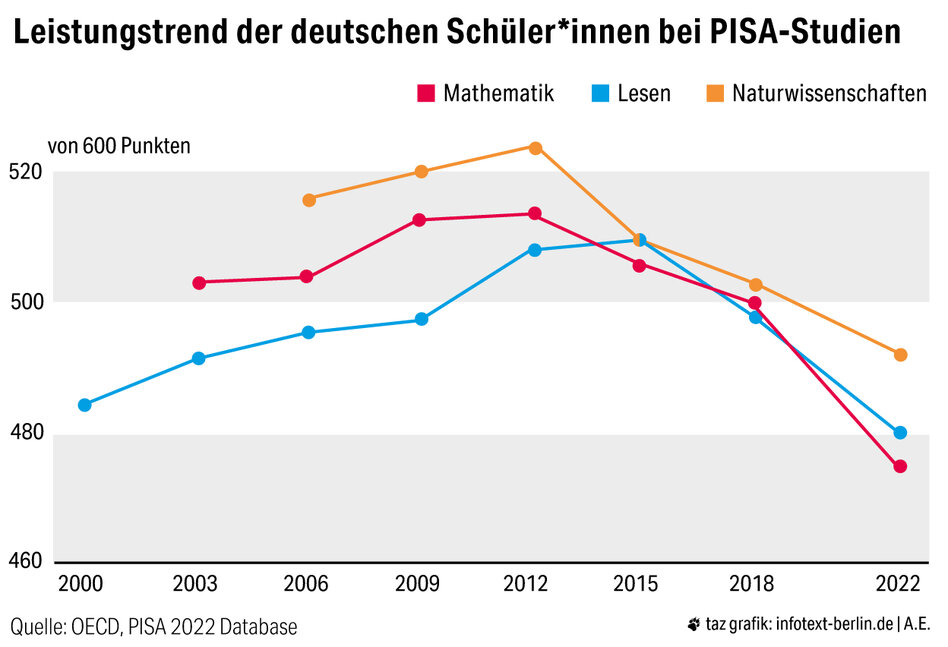 Leistungstrend der deutschen Schüler*innen bei PISA-Studien
Mathematik Lesen Naturwissenschaften
von 600 Punkten
520
500
480
460
2000 2003 2006 2009 2012 2015 2018 2022
Quelle: OECD, PISA 2022 Database
taz grafik: infotext-berlin.de | A.E.